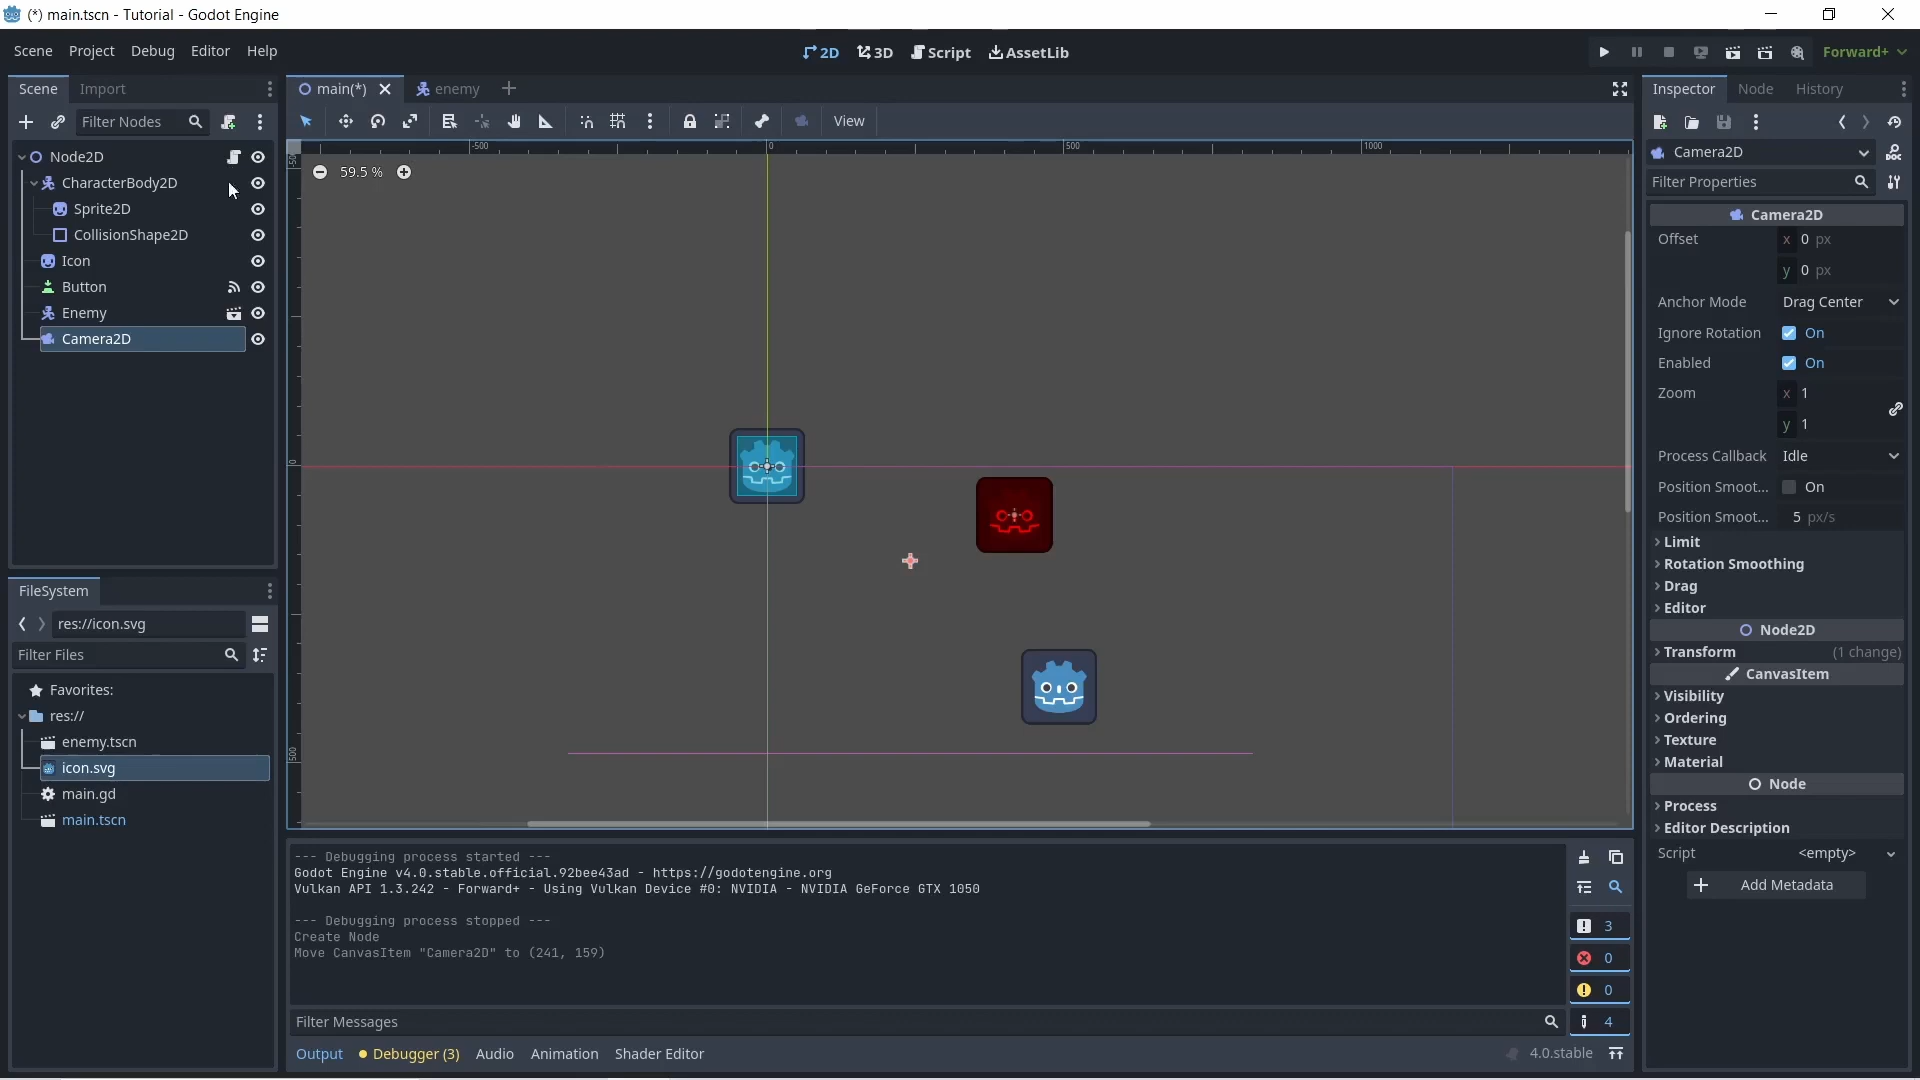 (*) main.tscn - Tutorial - Godot Engine
Scene Project Debug Editor Help
2D 3D Script AssetLib
Forward+
Scene Import
Filter Nodes
Node2D
CharacterBody2D
Sprite2D
CollisionShape2D
Icon
Button
Enemy
Camera2D
FileSystem
res://icon.svg
Filter Files
Favorites:
res://
enemy.tscn
icon.svg
main.gd
main.tscn
main(*) enemy
View
-500 0 500 1000
59.5 %
0
500
--- Debugging process started ---
Godot Engine v4.0.stable.official.92bee43ad - https://godotengine.org
Vulkan API 1.3.242 - Forward+ - Using Vulkan Device #0: NVIDIA - NVIDIA GeForce GTX 1050
--- Debugging process stopped ---
Create Node
Move CanvasItem "Camera2D" to (241, 159)
3
0
0
4
Filter Messages
Output Debugger (3) Audio Animation Shader Editor
4.0.stable
Inspector Node History
Camera2D
Filter Properties
Camera2D
Offset x 0 px
y 0 px
Anchor Mode Drag Center
Ignore Rotation On
Enabled On
Zoom x 1
y 1
Process Callback Idle
Position Smoot... On
Position Smoot... 5 px/s
Limit
Rotation Smoothing
Drag
Editor
Node2D
Transform (1 change)
CanvasItem
Visibility
Ordering
Texture
Material
Node
Process
Editor Description
Script <empty>
Add Metadata